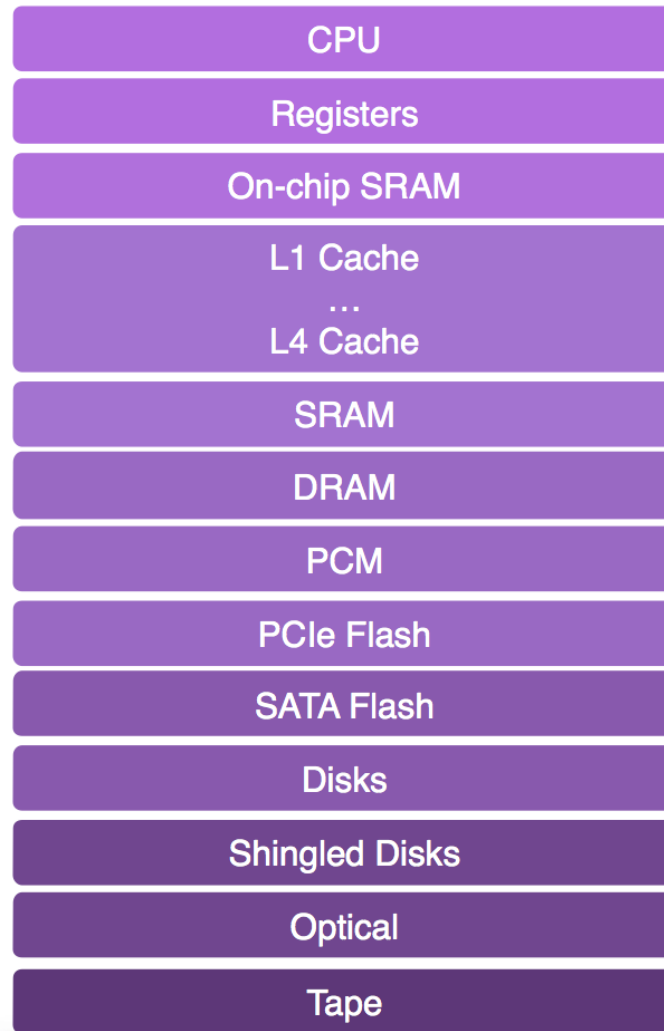 CPU
Registers
On-chip SRAM
L1 Cache
...
L4 Cache
SRAM
DRAM
PCM
PCIe Flash
SATA Flash
Disks
Shingled Disks
Optical
Tape